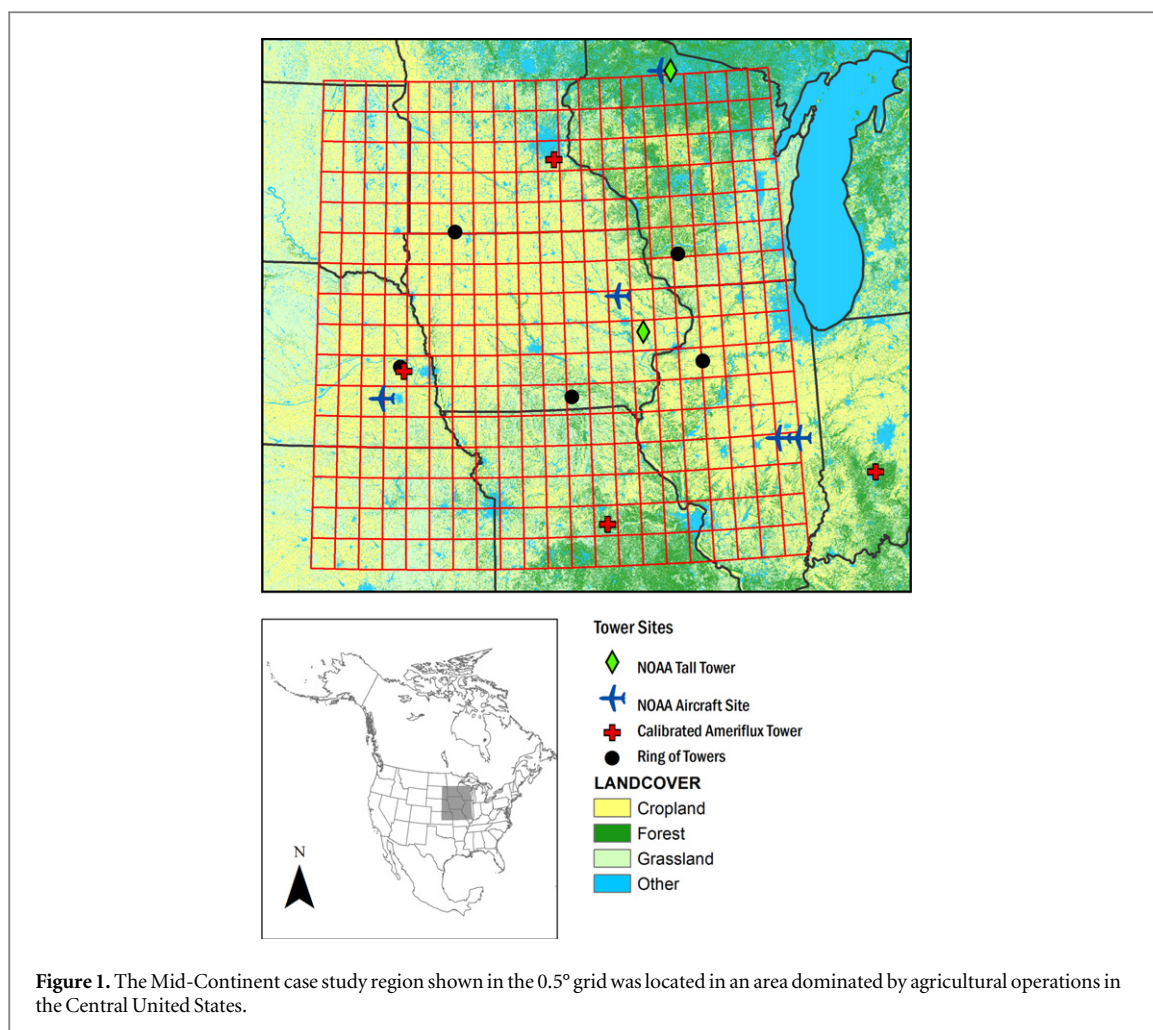 Tower Sites
NOAA Tall Tower
NOAA Aircraft Site
Calibrated Ameriflux Tower
Ring of Towers
LANDCOVER
Cropland
Forest
Grassland
Other
N
Figure 1. The Mid-Continent case study region shown in the 0.5° grid was located in an area dominated by agricultural operations in
the Central United States.